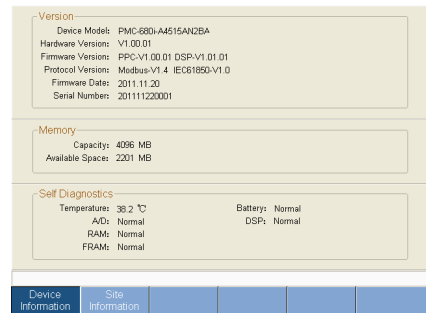 Version
Device Model: PMC-680i-A4515AN2BA
Hardware Version: V1.00.01
Firmware Version: PPC-V1.00.01 DSP-V1.01.01
Protocol Version: Modbus-V1.4 IEC61850-V1.0
Firmware Date: 2011.11.20
Serial Number: 201111220001
Memory
Capacity: 4096 MB
Available Space: 2201 MB
Self Diagnostics
Temperature: 38.2 ℃ Battery: Normal
A/D: Normal DSP: Normal
RAM: Normal
FRAM: Normal
Device Information
Site Information